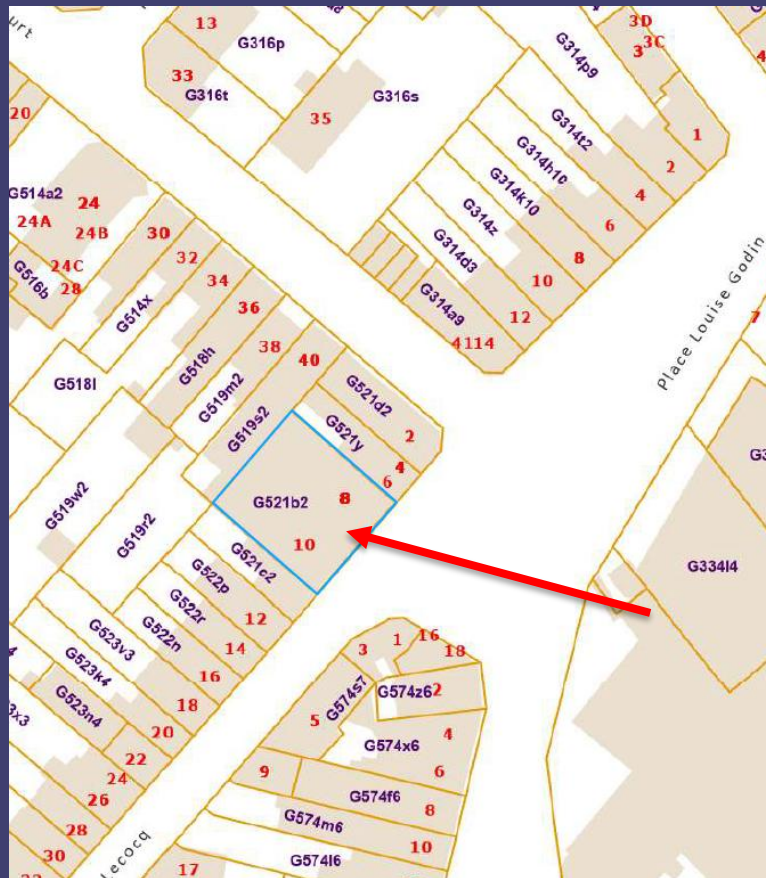 13
G316p
33
G316t
35
G316s
G314p9
3D
3C
3
1
2
4
6
8
10
12
G314t2
G314h10
G314k10
G314z
G314d3
G314a9
4114
20
G514a2
24
24A
24B
24C
G516b
28
30
32
34
36
38
40
G514x
G518h
G518l
G519m2
G519s2
G521d2
2
G521y
4
6
G521b2
8
10
Place Louise Godin
7
G334l4
G519w2
G519r2
G521c2
G522p
G522r
G522n
12
14
16
G523v3
G523k4
18
G523n4
20
22
24
26
28
30
Lecocq
17
3
1
16
18
G574s7
G574z6
2
5
G574x6
4
6
9
G574f6
8
G574m6
10
G574l6